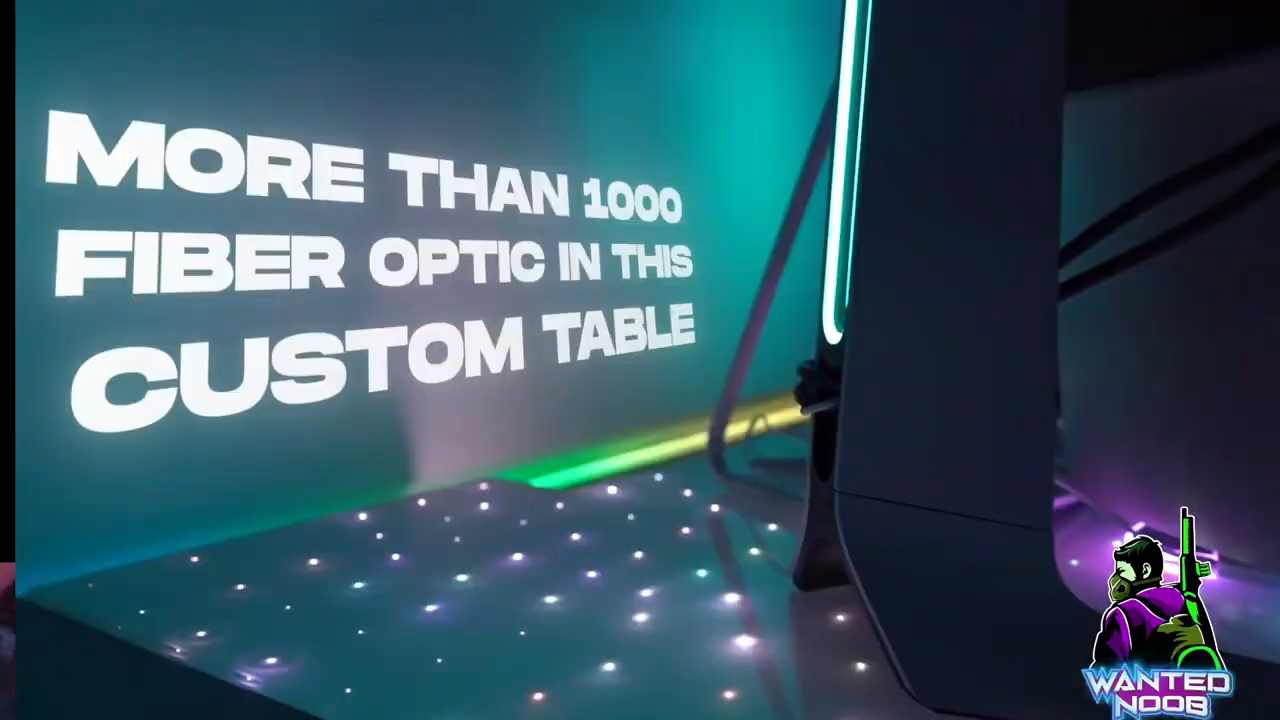 MORE THAN 1000
FIBER OPTIC IN THIS
CUSTOM TABLE
WANTED
NOOB